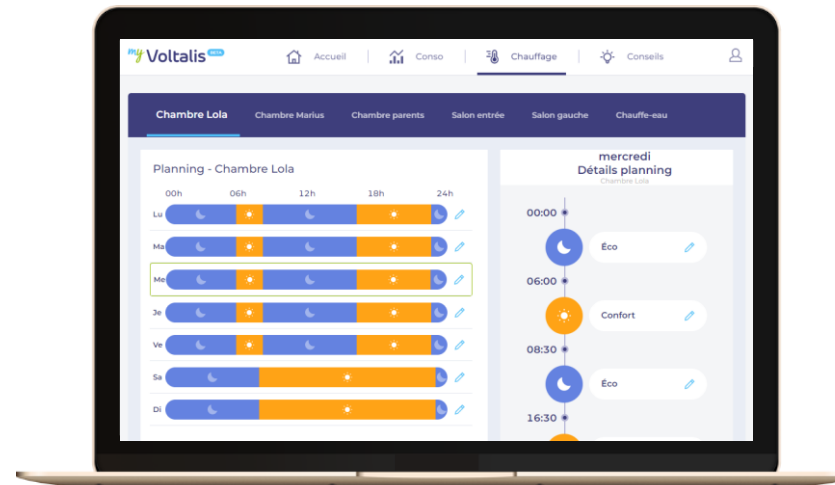 my Voltalis BETA
Accueil
Conso
Chauffage
Conseils
Chambre Lola
Chambre Marius
Chambre parents
Salon entrée
Salon gauche
Chauffe-eau
Planning - Chambre Lola
00h 06h 12h 18h 24h
Lu
Ma
Me
Je
Ve
Sa
Di
mercredi
Détails planning
Chambre Lola
00:00
Éco
06:00
Confort
08:30
Éco
16:30